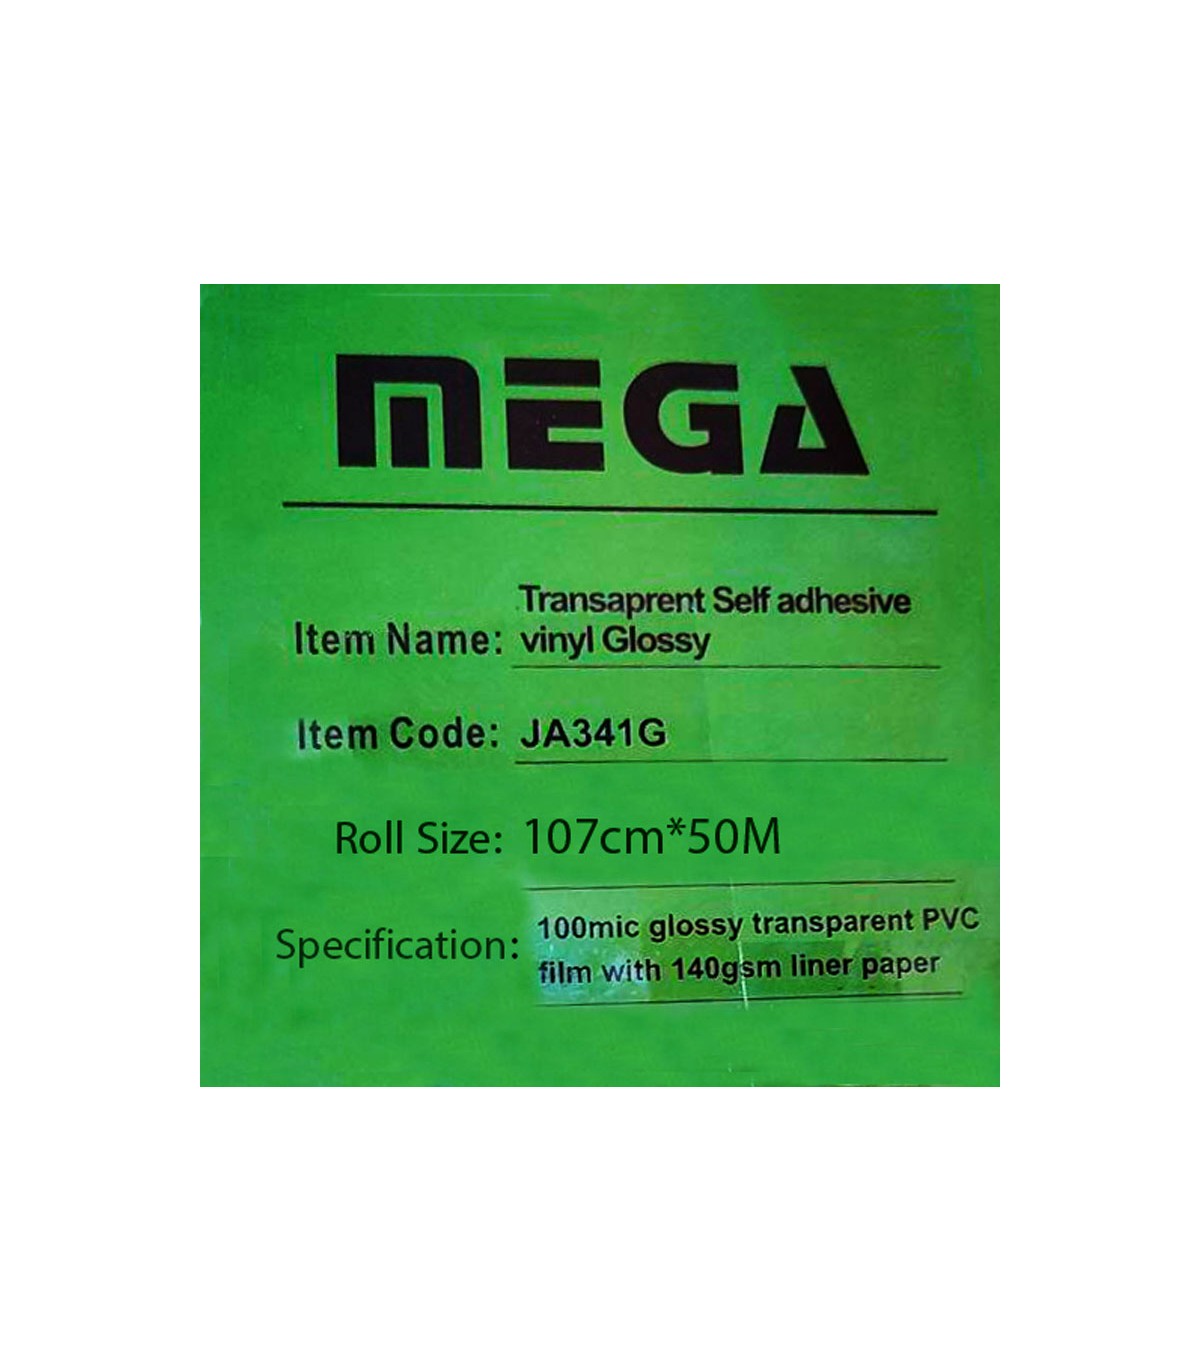 MEGA
Transaprent Self adhesive
Item Name: vinyl Glossy
Item Code: JA341G
Roll Size: 107cm*50M
100mic glossy transparent PVC
Specification:
film with 140gsm liner paper